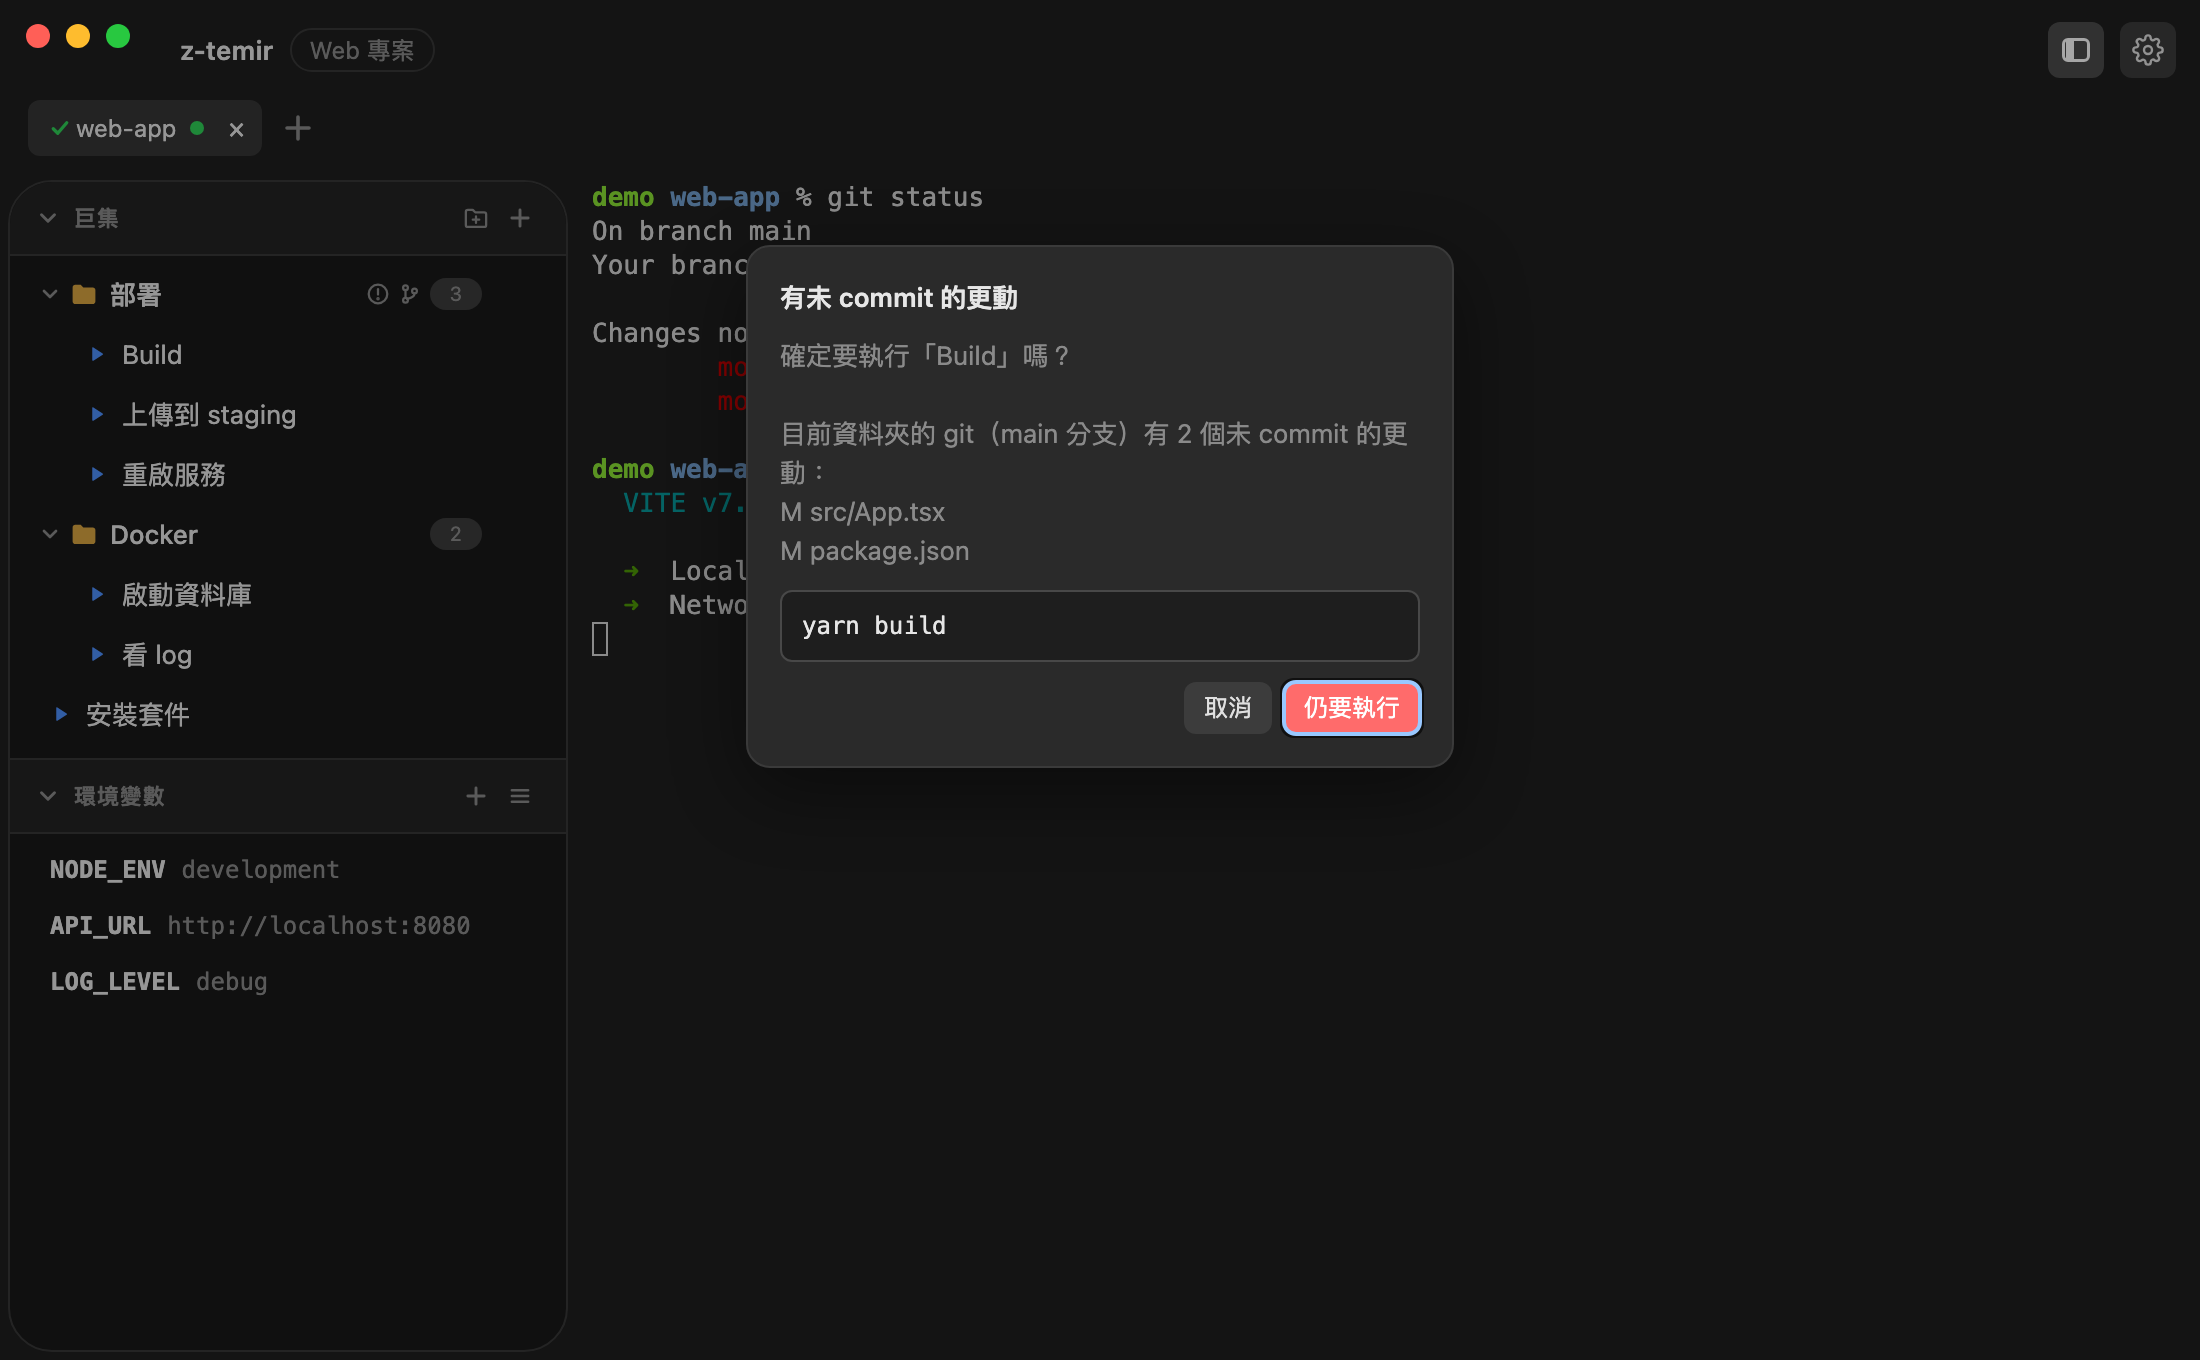 z-temir Web 專案
web-app
巨集
部署 3
Build
上傳到 staging
重啟服務
Docker 2
啟動資料庫
看 log
安裝套件
環境變數
NODE_ENV development
API_URL http://localhost:8080
LOG_LEVEL debug
demo web-app % git status
On branch main
Your branc
Changes no
mo
mo
demo web-a
VITE v7.
➜ Local
➜ Netwo
有未 commit 的更動
確定要執行「Build」嗎？
目前資料夾的 git（main 分支）有 2 個未 commit 的更
動：
M src/App.tsx
M package.json
yarn build
取消 仍要執行